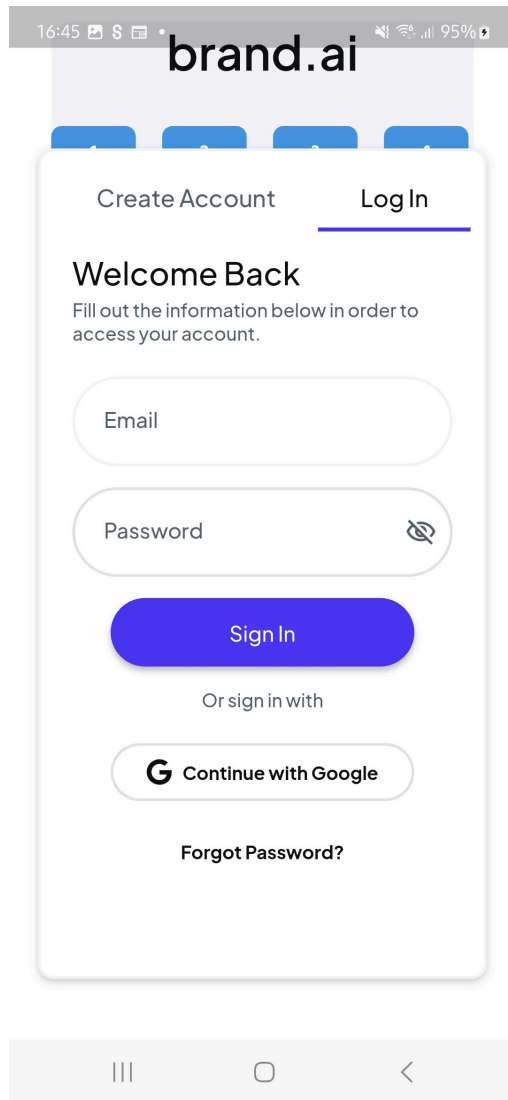 16:45
95%
brand.ai
Create Account
Log In
Welcome Back
Fill out the information below in order to
access your account.
Email
Password
Sign In
Or sign in with
G Continue with Google
Forgot Password?